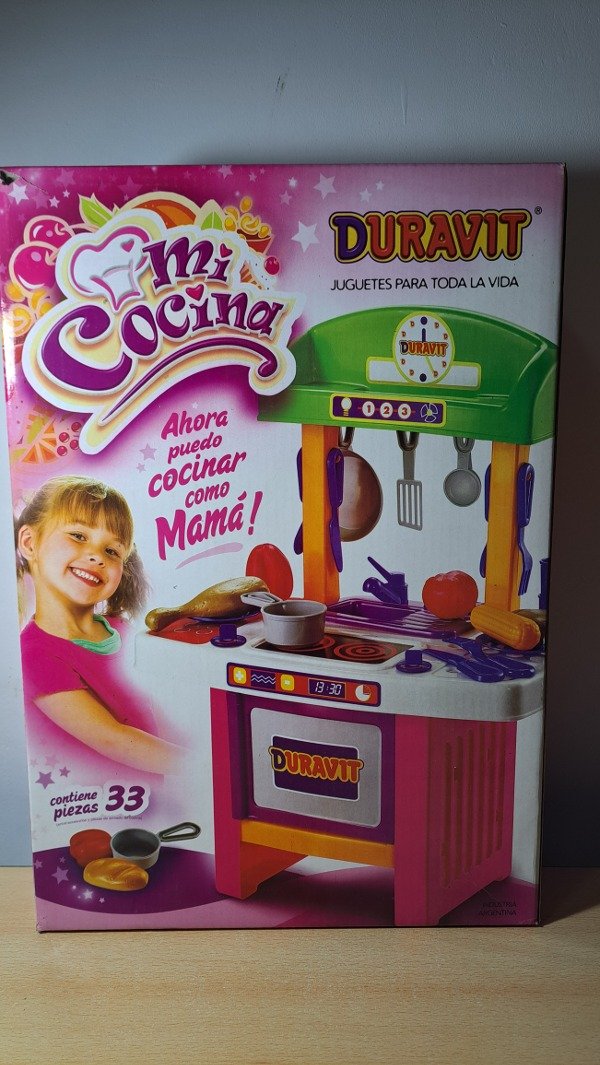 mi
Cocina
DURAVIT®
JUGUETES PARA TODA LA VIDA
Ahora
puedo
cocinar
como
Mamá!
DURAVIT
1 2 3
13:30
DURAVIT
contiene
piezas 33
INDUSTRIA
ARGENTINA